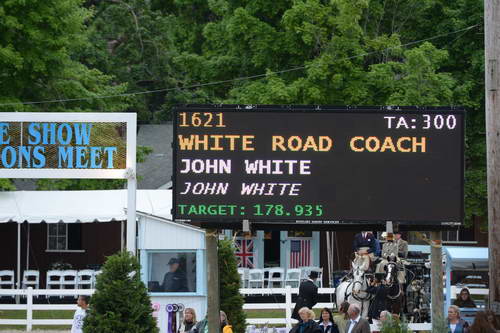 E SHOW
ONS MEET
1621 TA:300
WHITE ROAD COACH
JOHN WHITE
JOHN WHITE
TARGET: 178.935